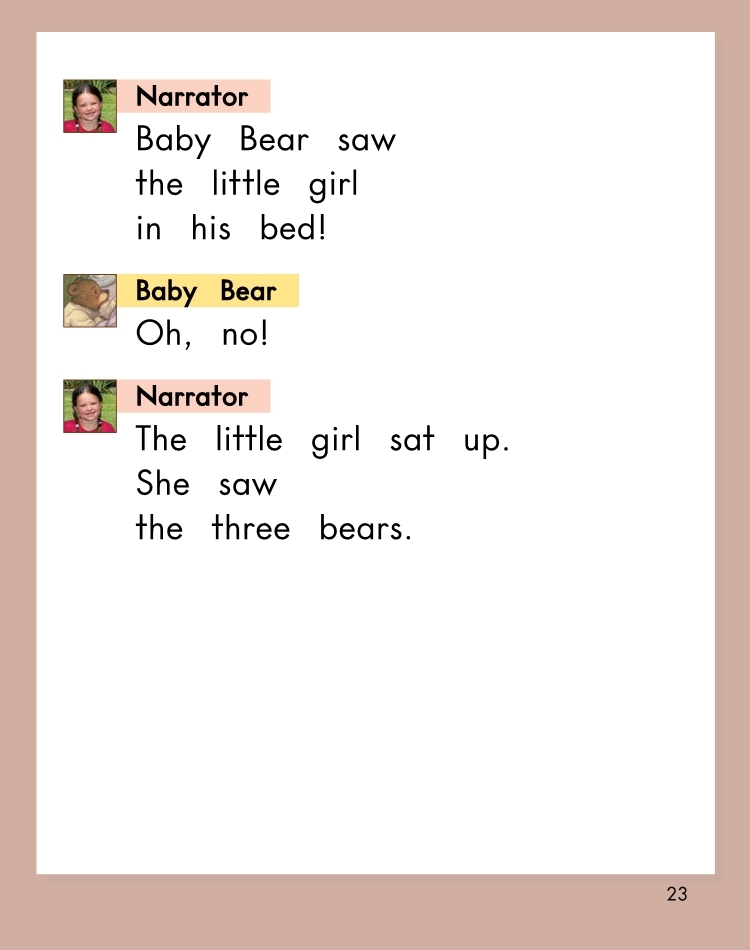 Narrator
Baby Bear saw
the little girl
in his bed!
Baby Bear
Oh, no!
Narrator
The little girl sat up.
She saw
the three bears.
23